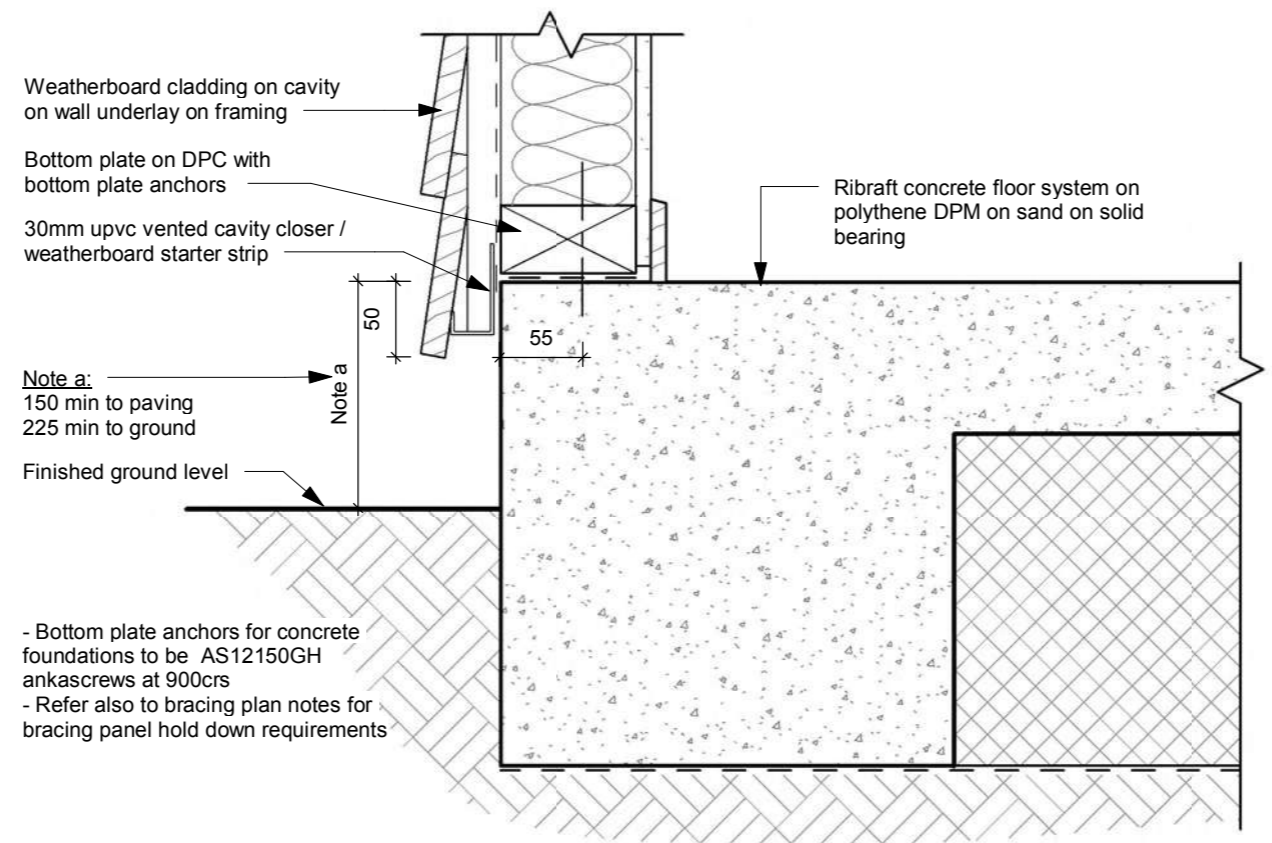 Weatherboard cladding on cavity
on wall underlay on framing
Bottom plate on DPC with
bottom plate anchors
30mm upvc vented cavity closer /
weatherboard starter strip
Ribraft concrete floor system on
polythene DPM on sand on solid
bearing
50
55
Note a
Note a:
150 min to paving
225 min to ground
Finished ground level
- Bottom plate anchors for concrete
foundations to be  AS12150GH
ankascrews at 900crs
- Refer also to bracing plan notes for
bracing panel hold down requirements